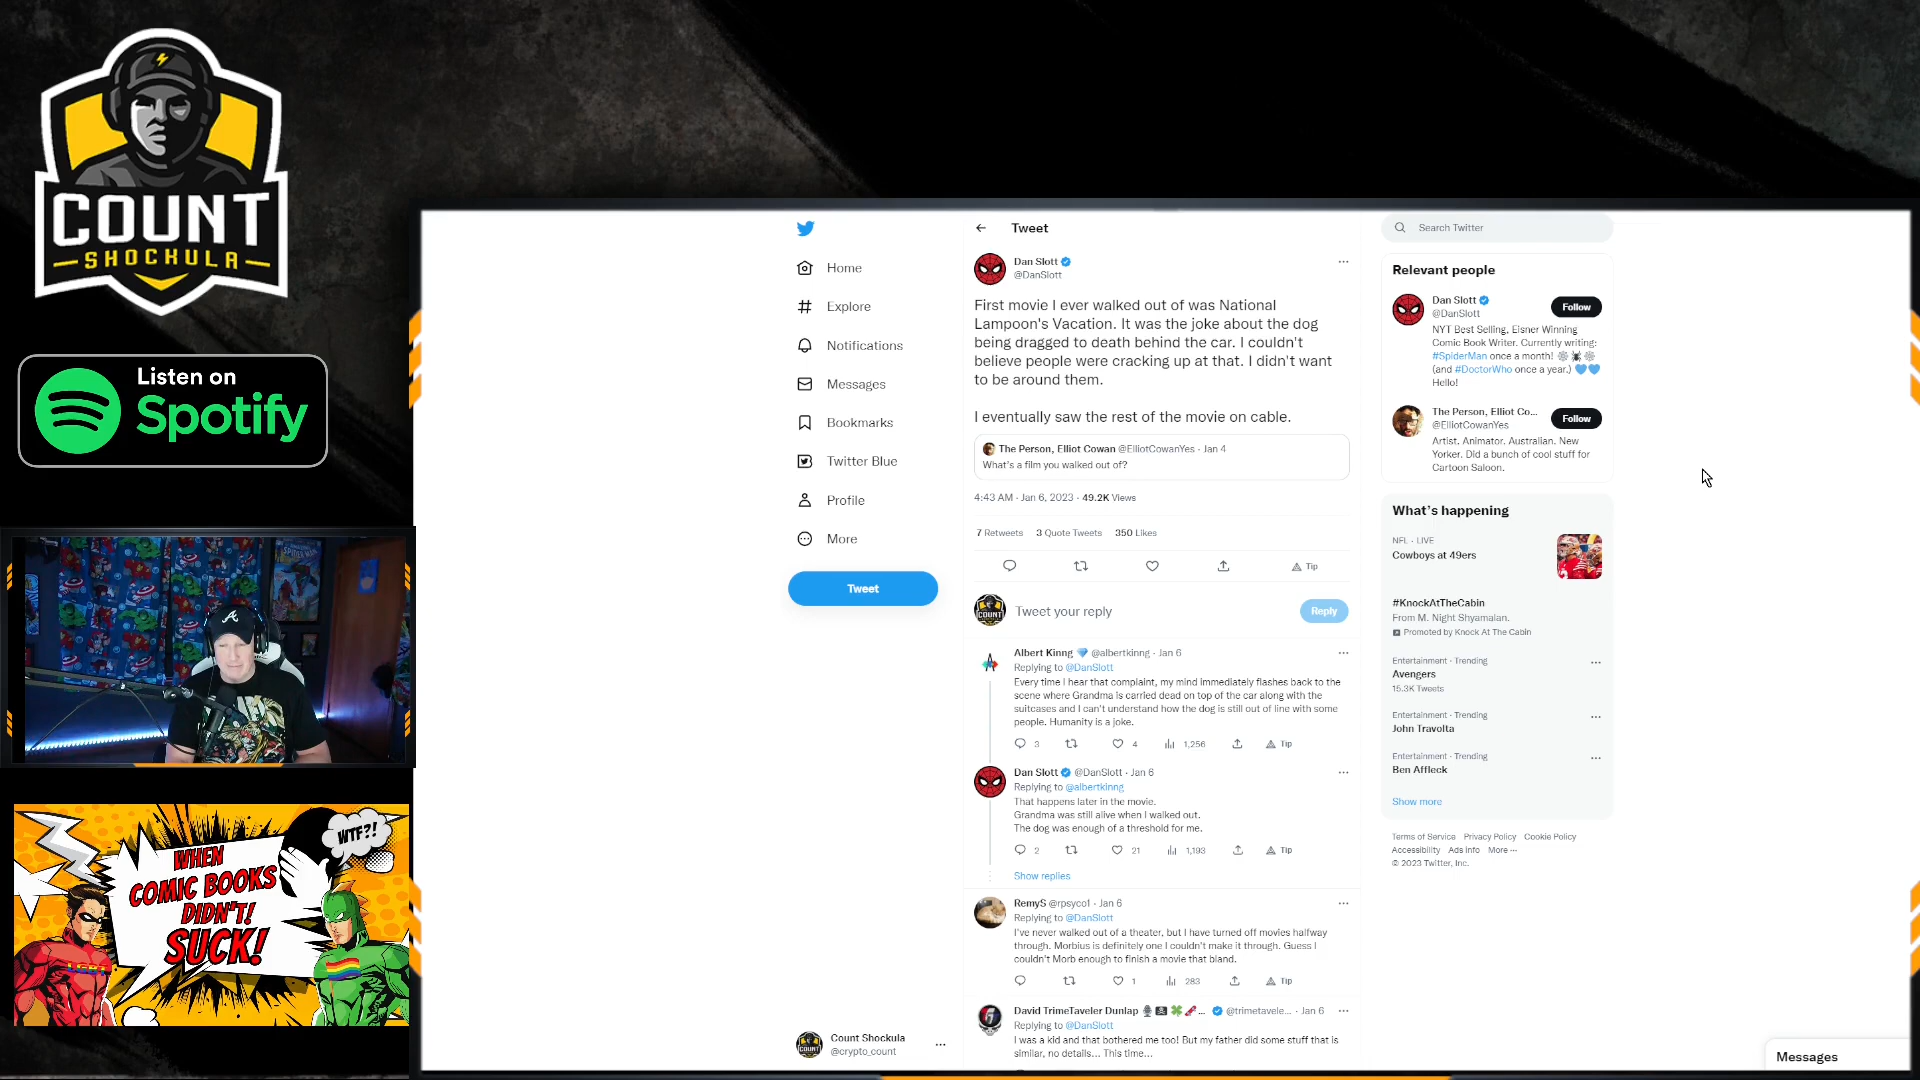 COUNT
SHOCKULA
Listen on
Spotify
WHEN
COMIC BOOKS
DIDN'T!
SUCK!
WTF?!
LGBT
Home
Explore
Notifications
Messages
Bookmarks
Twitter Blue
Profile
More
Tweet
Count Shockula
@crypto_count
Tweet
Dan Slott
@DanSlott
First movie I ever walked out of was National
Lampoon's Vacation. It was the joke about the dog
being dragged to death behind the car. I couldn't
believe people were cracking up at that. I didn't want
to be around them.
I eventually saw the rest of the movie on cable.
The Person, Elliot Cowan @ElliotCowanYes · Jan 4
What's a film you walked out of?
4:43 AM · Jan 6, 2023 · 49.2K Views
7 Retweets 3 Quote Tweets 350 Likes
Tip
COUNT
Tweet your reply
Reply
Albert Kinng 💎 @albertkinng · Jan 6
Replying to @DanSlott
Every time I hear that complaint, my mind immediately flashes back to the
scene where Grandma is carried dead on top of the car along with the
suitcases and I can't understand how the dog is still out of line with some
people. Humanity is a joke.
3 4 1,256 Tip
Dan Slott @DanSlott · Jan 6
Replying to @albertkinng
That happens later in the movie.
Grandma was still alive when I walked out.
The dog was enough of a threshold for me.
2 21 1,193 Tip
Show replies
RemyS @rpsyco1 · Jan 6
Replying to @DanSlott
I've never walked out of a theater, but I have turned off movies halfway
through. Morbius is definitely one I couldn't make it through. Guess I
couldn't Morb enough to finish a movie that bland.
1 283 Tip
David TrimeTaveler Dunlap 🎙🏴‍☠️🍀🧨... @trimetavele... · Jan 6
Replying to @DanSlott
I was a kid and that bothered me too! But my father did some stuff that is
similar, no details... This time...
Search Twitter
Relevant people
Dan Slott
@DanSlott
Follow
NYT Best Selling, Eisner Winning
Comic Book Writer. Currently writing:
#SpiderMan once a month! 🕸️🕷️🕸️
(and #DoctorWho once a year.) 💙💙
Hello!
The Person, Elliot Co...
@ElliotCowanYes
Follow
Artist. Animator. Australian. New
Yorker. Did a bunch of cool stuff for
Cartoon Saloon.
What's happening
NFL · LIVE
Cowboys at 49ers
#KnockAtTheCabin
From M. Night Shyamalan.
Promoted by Knock At The Cabin
Entertainment · Trending
Avengers
15.3K Tweets
Entertainment · Trending
John Travolta
Entertainment · Trending
Ben Affleck
Show more
Terms of Service Privacy Policy Cookie Policy
Accessibility Ads info More ···
© 2023 Twitter, Inc.
Messages